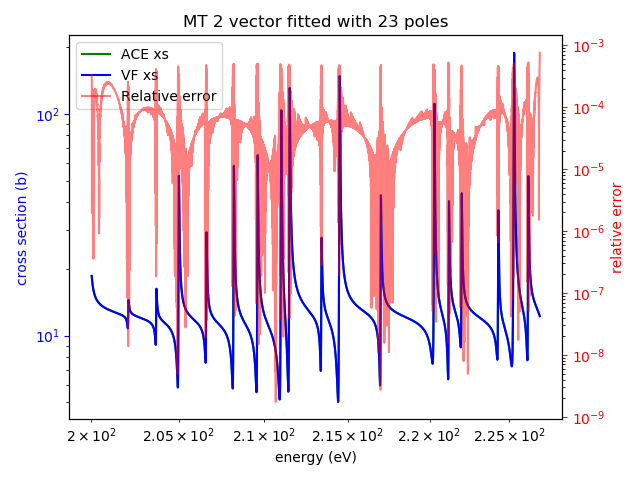 MT 2 vector fitted with 23 poles
ACE xs
VF xs
Relative error
cross section (b)
10² 
10¹
relative error
10⁻³
10⁻⁴
10⁻⁵
10⁻⁶
10⁻⁷
10⁻⁸
10⁻⁹
2 × 10² 2.05 × 10² 2.1 × 10² 2.15 × 10² 2.2 × 10² 2.25 × 10²
energy (eV)